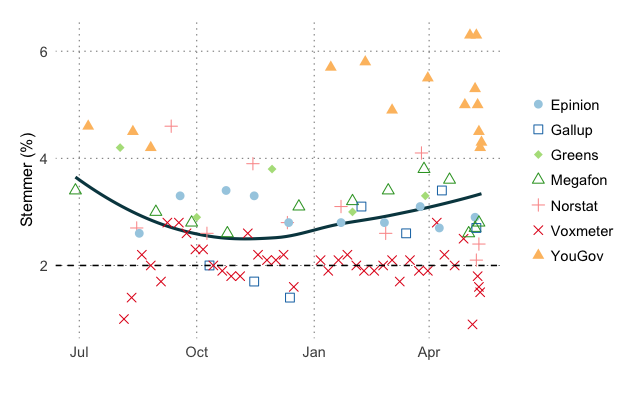 Stemmer (%)
6
4
2
Jul
Oct
Jan
Apr
Epinion
Gallup
Greens
Megafon
Norstat
Voxmeter
YouGov